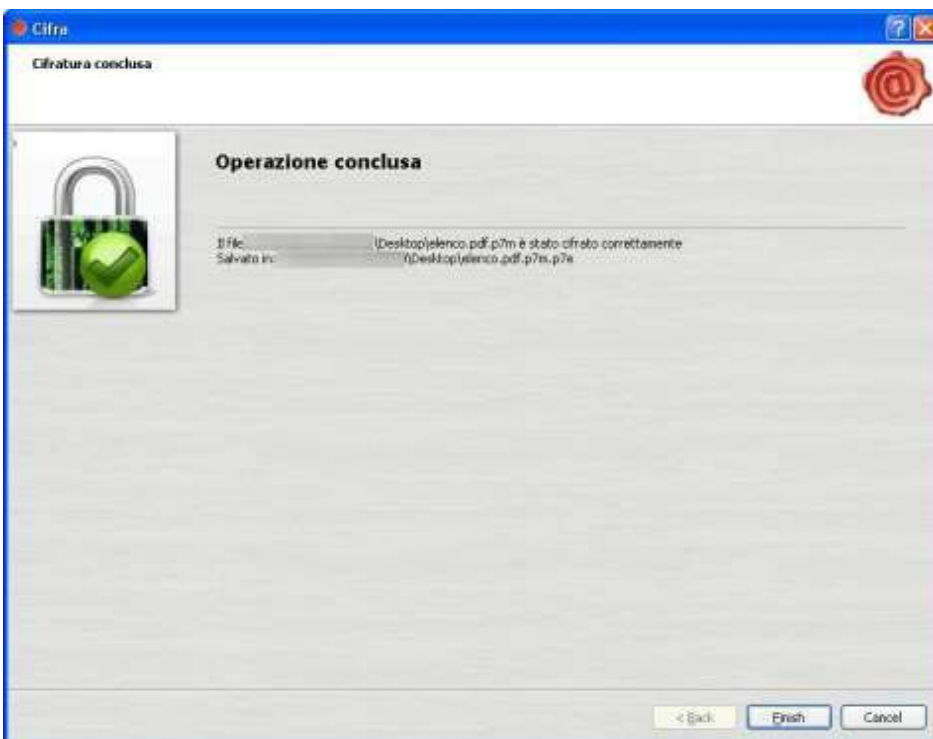 Cifra
Cifratura conclusa
Operazione conclusa
Il file \Desktop\elenco.pdf.p7m è stato cifrato correttamente
Salvato in: \Desktop\elenco.pdf.p7m.p7e
< Back Finish Cancel